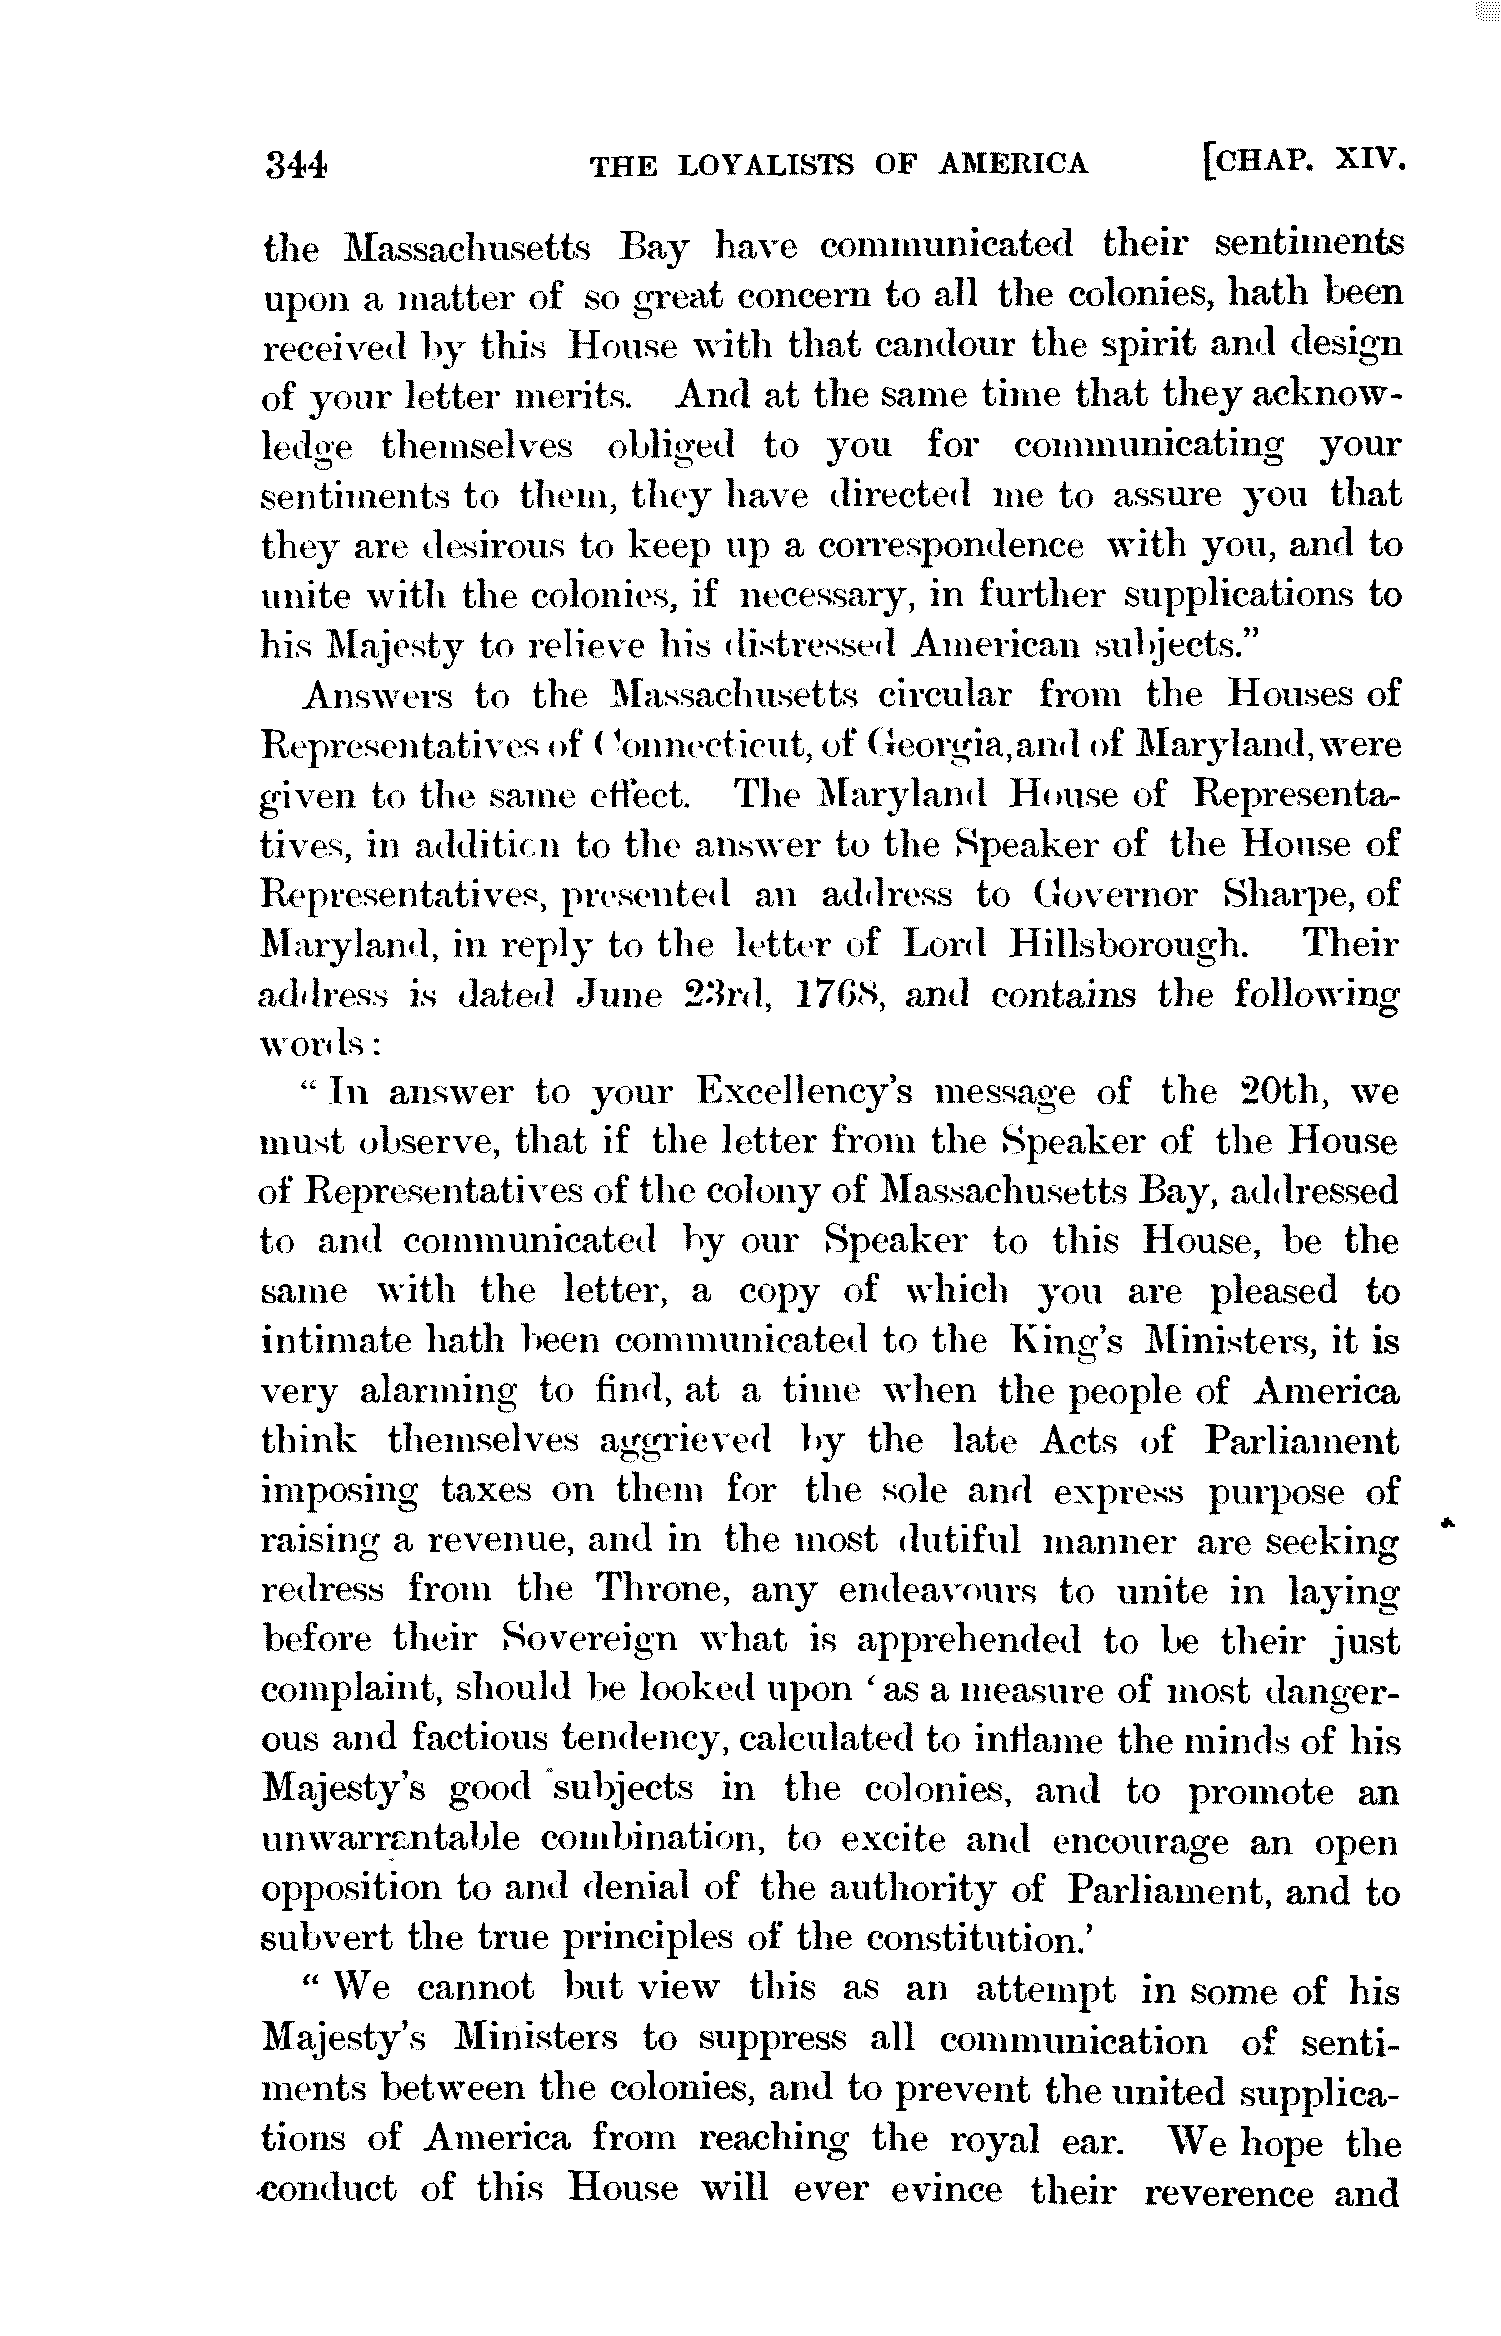 344 THE LOYALISTS OF AMERICA [CHAP. XIV.
the Massachusetts Bay have communicated their sentiments
upon a matter of so great concern to all the colonies, hath been
received by this House with that candour the spirit and design
of your letter merits. And at the same time that they acknow-
ledge themselves obliged to you for communicating your
sentiments to them, they have directed me to assure you that
they are desirous to keep up a correspondence with you, and to
unite with the colonies, if necessary, in further supplications to
his Majesty to relieve his distressed American subjects."
Answers to the Massachusetts circular from the Houses of
Representatives of Connecticut, of Georgia, and of Maryland, were
given to the same effect. The Maryland House of Representa-
tives, in addition to the answer to the Speaker of the House of
Representatives, presented an address to Governor Sharpe, of
Maryland, in reply to the letter of Lord Hillsborough. Their
address is dated June 23rd, 1768, and contains the following
words:
"In answer to your Excellency's message of the 20th, we
must observe, that if the letter from the Speaker of the House
of Representatives of the colony of Massachusetts Bay, addressed
to and communicated by our Speaker to this House, be the
same with the letter, a copy of which you are pleased to
intimate hath been communicated to the King's Ministers, it is
very alarming to find, at a time when the people of America
think themselves aggrieved by the late Acts of Parliament
imposing taxes on them for the sole and express purpose of
raising a revenue, and in the most dutiful manner are seeking
redress from the Throne, any endeavours to unite in laying
before their Sovereign what is apprehended to be their just
complaint, should be looked upon 'as a measure of most danger-
ous and factious tendency, calculated to inflame the minds of his
Majesty's good subjects in the colonies, and to promote an
unwarrantable combination, to excite and encourage an open
opposition to and denial of the authority of Parliament, and to
subvert the true principles of the constitution.'
"We cannot but view this as an attempt in some of his
Majesty's Ministers to suppress all communication of senti-
ments between the colonies, and to prevent the united supplica-
tions of America from reaching the royal ear. We hope the
conduct of this House will ever evince their reverence and